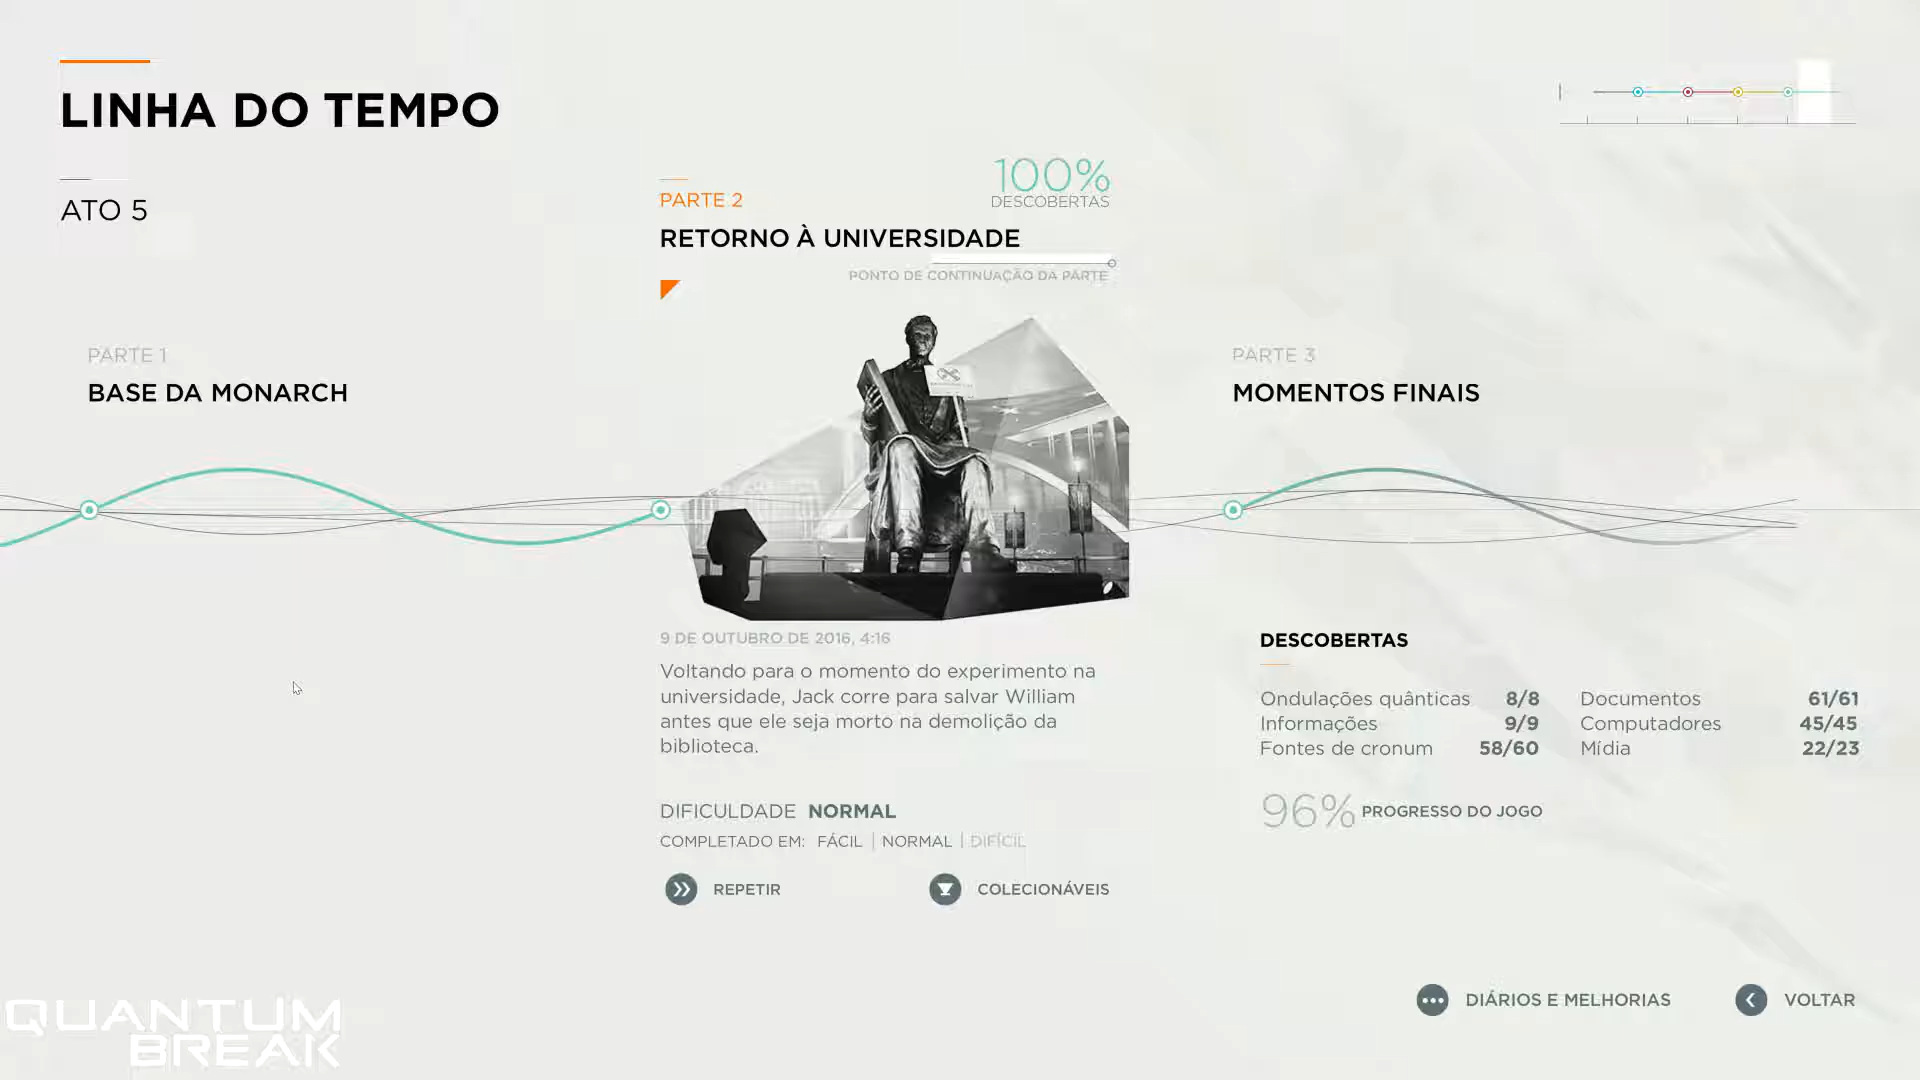 LINHA DO TEMPO
ATO 5
PARTE 1
BASE DA MONARCH
PARTE 2
100%
DESCOBERTAS
RETORNO À UNIVERSIDADE
PONTO DE CONTINUAÇÃO DA PARTE
9 DE OUTUBRO DE 2016, 4:16
Voltando para o momento do experimento na
universidade, Jack corre para salvar William
antes que ele seja morto na demolição da
biblioteca.
DIFICULDADE NORMAL
COMPLETADO EM: FÁCIL | NORMAL | DIFÍCIL
REPETIR
COLECIONÁVEIS
PARTE 3
MOMENTOS FINAIS
DESCOBERTAS
Ondulações quânticas 8/8 Documentos 61/61
Informações 9/9 Computadores 45/45
Fontes de cronum 58/60 Mídia 22/23
96% PROGRESSO DO JOGO
DIÁRIOS E MELHORIAS
VOLTAR
QUANTUM
BREAK